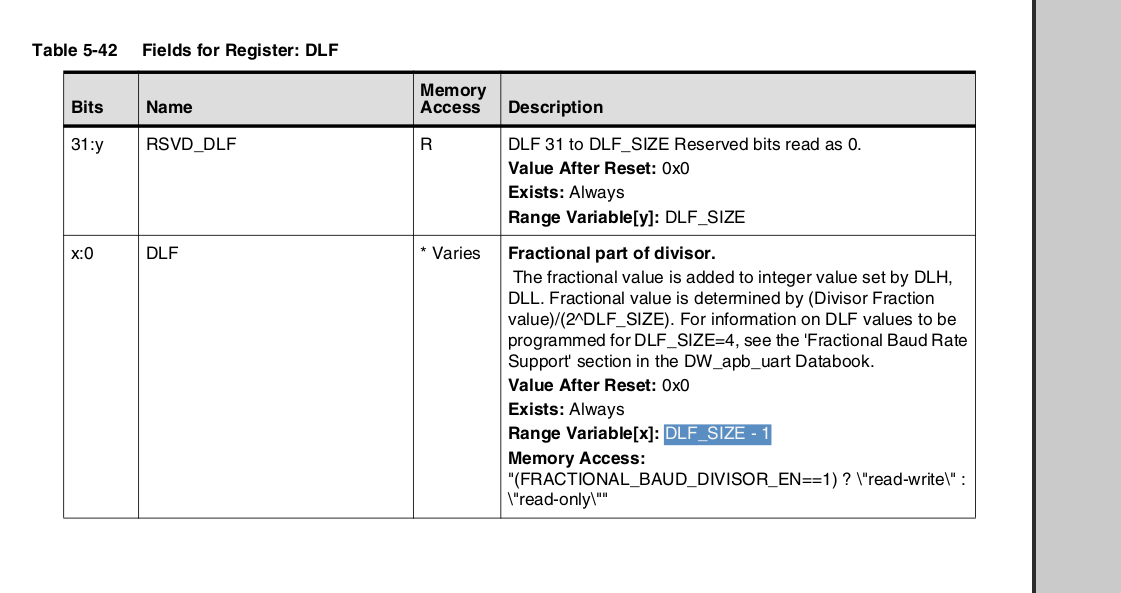 Table 5-42 Fields for Register: DLF
Bits Name Memory Access Description
31:y RSVD_DLF R DLF 31 to DLF_SIZE Reserved bits read as 0.
Value After Reset: 0x0
Exists: Always
Range Variable[y]: DLF_SIZE
x:0 DLF * Varies Fractional part of divisor.
The fractional value is added to integer value set by DLH,
DLL. Fractional value is determined by (Divisor Fraction
value)/(2^DLF_SIZE). For information on DLF values to be
programmed for DLF_SIZE=4, see the 'Fractional Baud Rate
Support' section in the DW_apb_uart Databook.
Value After Reset: 0x0
Exists: Always
Range Variable[x]: DLF_SIZE - 1
Memory Access:
"(FRACTIONAL_BAUD_DIVISOR_EN==1) ? \"read-write\" :
\"read-only\""